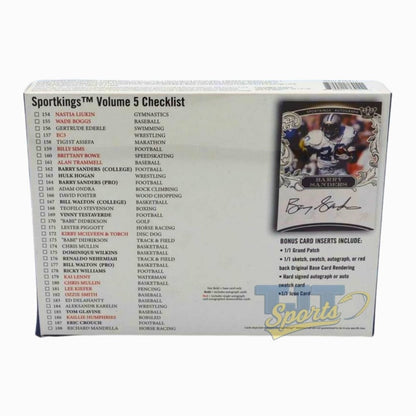 Sportkings™ Volume 5 Checklist
154 NASTIA LIUKIN GYMNASTICS
155 WADE BOGGS BASEBALL
156 GERTRUDE EDERLE SWIMMING
157 EC3 WRESTLING
158 TIGIST ASSEFA MARATHON
159 BILLY SIMS FOOTBALL
160 BRITTANY BOWE SPEEDSKATING
161 ALAN TRAMMELL BASEBALL
162 BARRY SANDERS (COLLEGE) FOOTBALL
163 HULK HOGAN WRESTLING
164 BARRY SANDERS (PRO) FOOTBALL
165 ADAM ONDRA ROCK CLIMBING
166 DAVID FOSTER WOOD CHOPPING
167 BILL WALTON (COLLEGE) BASKETBALL
168 TEOFILO STEVENSON BOXING
169 VINNY TESTAVERDE FOOTBALL
170 "BABE" DIDRIKSON GOLF
171 LESTER PIGGOTT HORSE RACING
172 KIRBY MCILVEEN & TORCH DISC DOG
173 "BABE" DIDRIKSON TRACK & FIELD
174 CHRIS MULLIN BASKETBALL
175 DOMINIQUE WILKINS BASKETBALL
176 RENALDO NEHEMIAH TRACK & FIELD
177 BILL WALTON (PRO) BASKETBALL
178 RICKY WILLIAMS FOOTBALL
179 KAI LENNY WATERMAN
180 CHRIS MULLIN BASKETBALL
181 LEE KIEFER FENCING
182 OZZIE SMITH BASEBALL
183 ED DELAHANTY BASEBALL
184 ALEKSANDR KARELIN WRESTLING
185 TOM GLAVINE BASEBALL
186 KAILLIE HUMPHRIES BOBSLED
187 ERIC CROUCH FOOTBALL
188 RICHARD MANDELLA HORSE RACING
BARRY
SANDERS
BONUS CARD INSERTS INCLUDE:
• 1/1 Grand Patch
• 1/1 sketch, swatch, autograph, or red
back Original Base Card Rendering
• Hard signed autograph or auto
swatch card
• 1/1 Icon Card
Sports